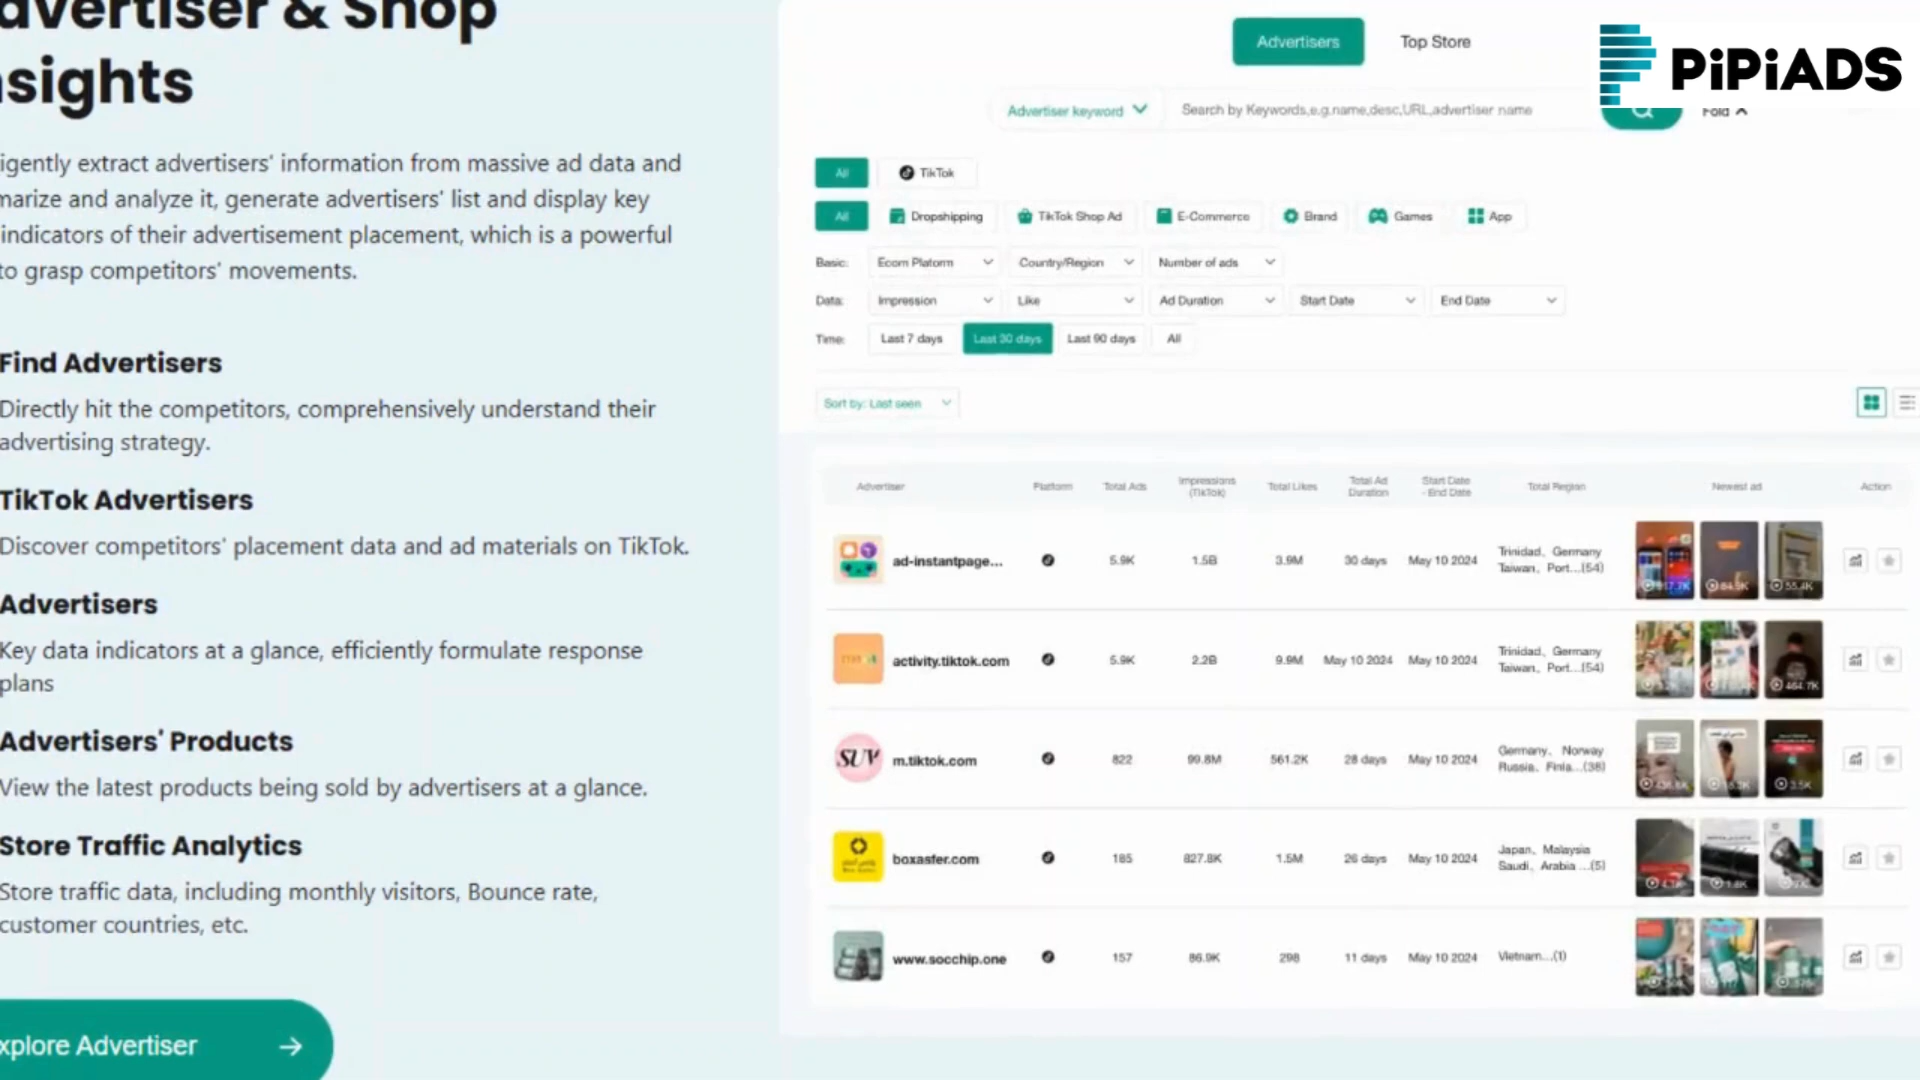 dvertiser & Shop
nsights
igently extract advertisers' information from massive ad data and
marize and analyze it, generate advertisers' list and display key
indicators of their advertisement placement, which is a powerful
to grasp competitors' movements.
Find Advertisers
Directly hit the competitors, comprehensively understand their
advertising strategy.
TikTok Advertisers
Discover competitors' placement data and ad materials on TikTok.
Advertisers
Key data indicators at a glance, efficiently formulate response
plans
Advertisers' Products
View the latest products being sold by advertisers at a glance.
Store Traffic Analytics
Store traffic data, including monthly visitors, Bounce rate,
customer countries, etc.
xplore Advertiser
PiPiADS
Advertisers Top Store
Advertiser keyword Search by Keywords,e.g.name,desc,URL,advertiser name Fold
All TikTok
All Dropshipping TikTok Shop Ad E-Commerce Brand Games App
Basic: Ecom Platform Country/Region Number of ads
Data: Impression Like Ad Duration Start Date End Date
Time: Last 7 days Last 30 days Last 90 days All
Sort by: Last seen
Advertiser Platform Total Ads Impressions (TikTok) Total Likes Total Ad Duration Start Date - End Date Total Region Newest ad Action
ad-instantpage... 5.9K 1.5B 3.9M 30 days May 10 2024 Trinidad、Germany
Taiwan、Port...(54)
55.4K
activity.tiktok.com 5.9K 2.2B 9.9M May 10 2024 May 10 2024 Trinidad、Germany
Taiwan、Port...(54)
464.7K
SUY m.tiktok.com 822 99.8M 561.2K 28 days May 10 2024 Germany、Norway
Russia、Finla...(38)
3.5K
boxasfer.com 185 827.8K 1.5M 26 days May 10 2024 Japan、Malaysia
Saudi、Arabia ...(5)
1.8K
www.socchip.one 157 86.9K 298 11 days May 10 2024 Vietnam...(1)